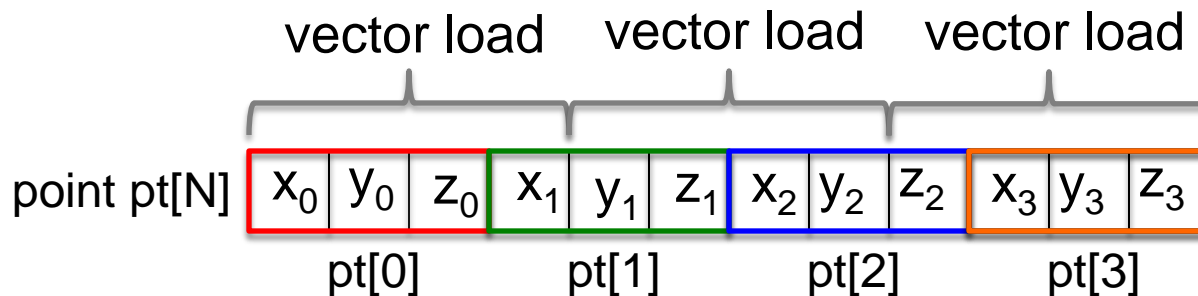 vector load vector load vector load
point pt[N] x₀ y₀ z₀ x₁ y₁ z₁ x₂ y₂ z₂ x₃ y₃ z₃
pt[0] pt[1] pt[2] pt[3]